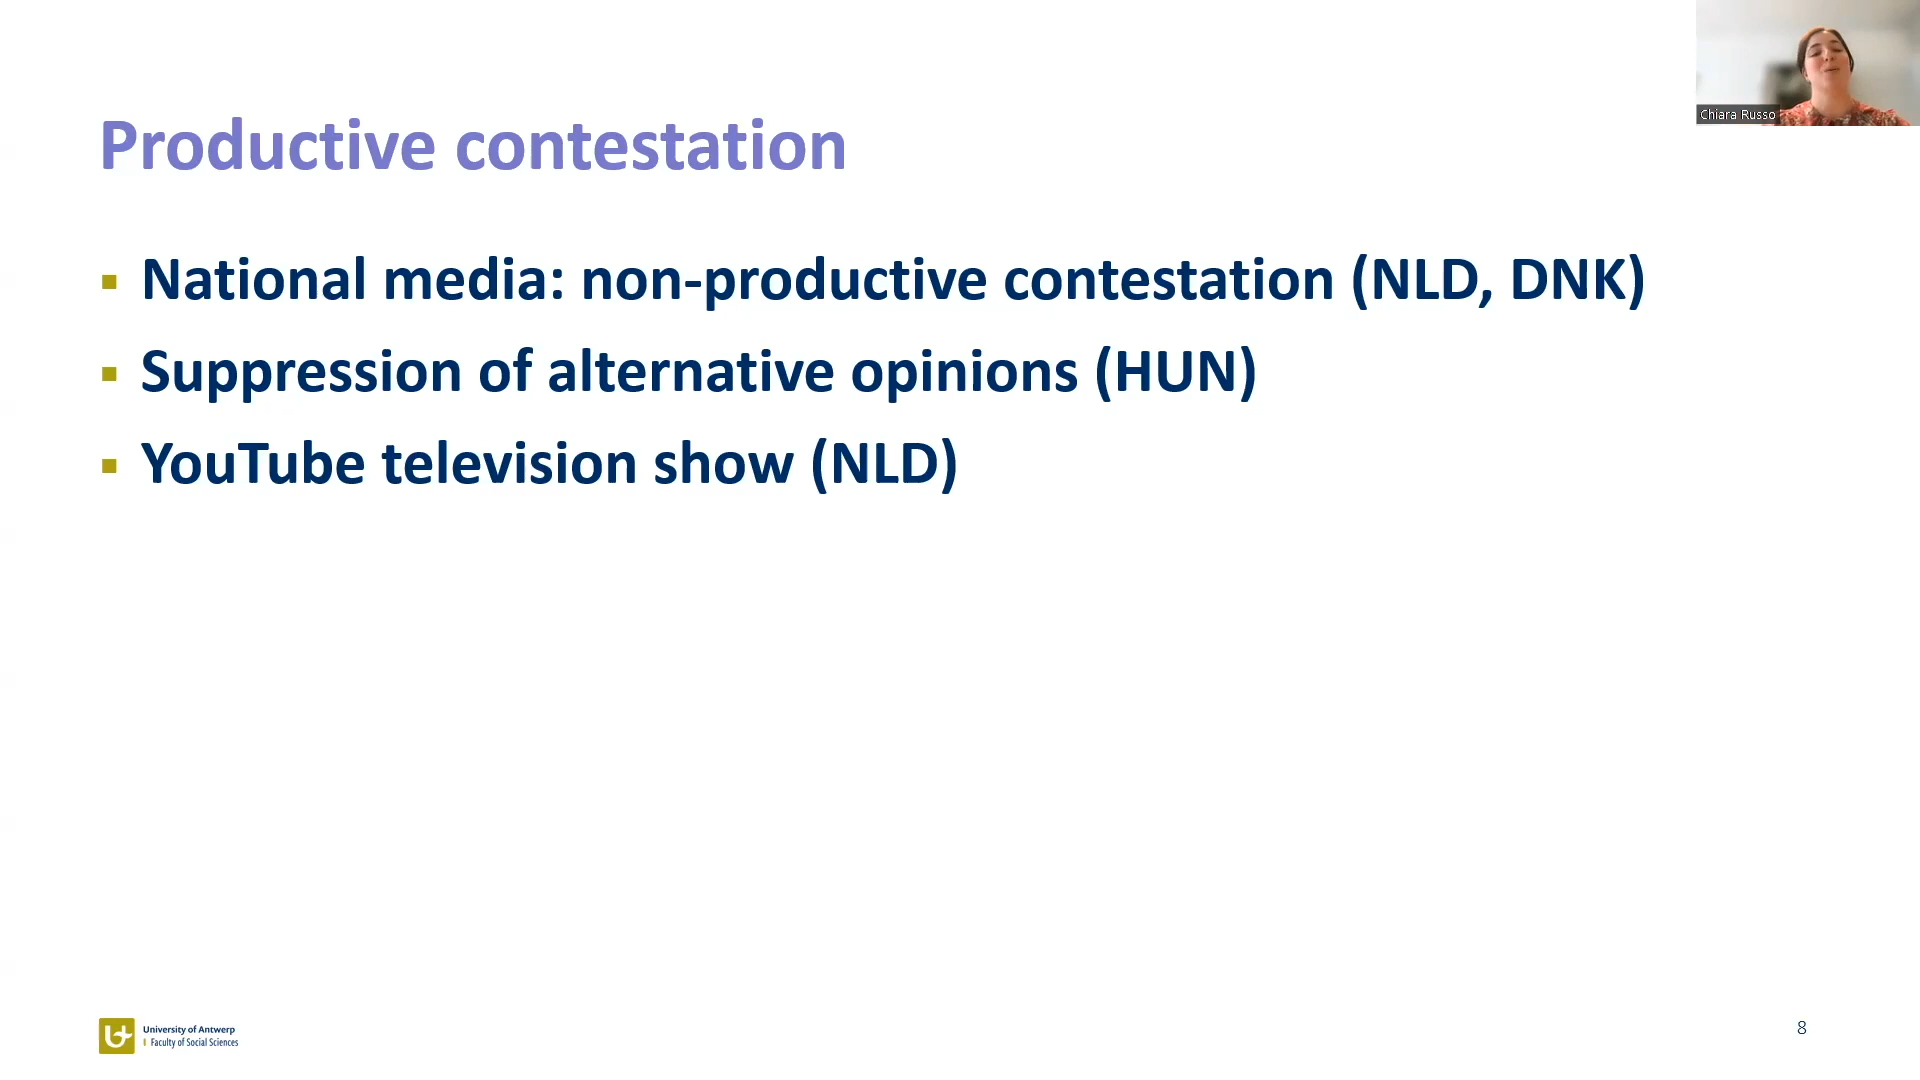 Chiara Russo
Productive contestation
▪ National media: non-productive contestation (NLD, DNK)
▪ Suppression of alternative opinions (HUN)
▪ YouTube television show (NLD)
University of Antwerp
Faculty of Social Sciences
8